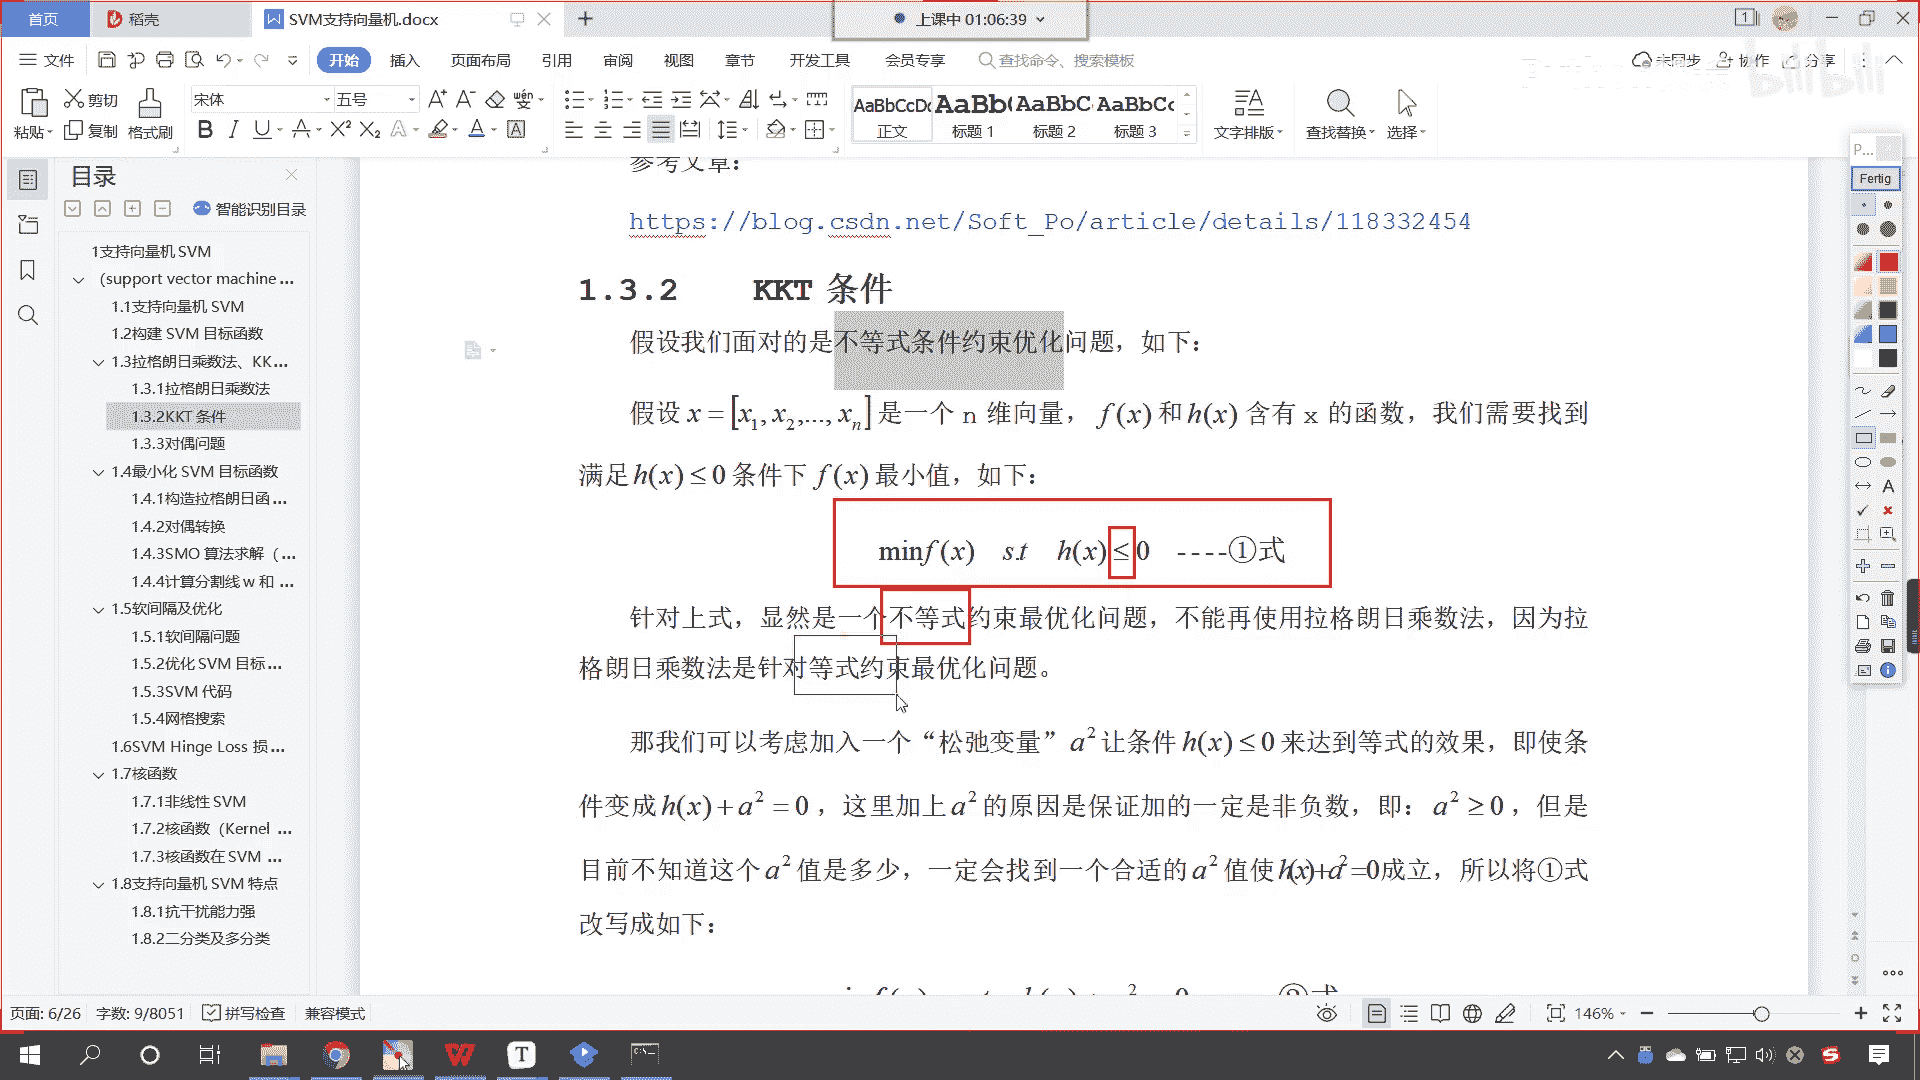 首页
稻壳
SVM支持向量机.docx
上课中 01:06:39
1
文件
开始
插入
页面布局
引用
审阅
视图
章节
开发工具
会员专享
查找命令、搜索模板
未同步
协作
分享
bilibili
粘贴
剪切
复制
格式刷
宋体
五号
AaBbCcDd
正文
AaBb(
标题 1
AaBbC
标题 2
AaBbC
标题 3
文字排版
查找替换
选择
目录
智能识别目录
1支持向量机 SVM
(support vector machine ...
1.1支持向量机 SVM
1.2构建 SVM 目标函数
1.3拉格朗日乘数法、KK...
1.3.1拉格朗日乘数法
1.3.2KKT 条件
1.3.3对偶问题
1.4最小化 SVM 目标函数
1.4.1构造拉格朗日函 ...
1.4.2对偶转换
1.4.3SMO 算法求解（ ...
1.4.4计算分割线 w 和 ...
1.5软间隔及优化
1.5.1软间隔问题
1.5.2优化 SVM 目标 ...
1.5.3SVM 代码
1.5.4网格搜索
1.6SVM Hinge Loss 损 ...
1.7核函数
1.7.1非线性 SVM
1.7.2核函数（Kernel ...
1.7.3核函数在 SVM ...
1.8支持向量机 SVM 特点
1.8.1抗干扰能力强
1.8.2二分类及多分类
参考文章：
https://blog.csdn.net/Soft_Po/article/details/118332454
1.3.2 KKT 条件
假设我们面对的是不等式条件约束优化问题，如下：
假设 x = [x₁, x₂,..., xₙ] 是一个 n 维向量， f(x) 和 h(x) 含有 x 的函数，我们需要找到
满足 h(x) ≤ 0 条件下 f(x) 最小值，如下：
minf(x) s.t h(x) ≤ 0 ----①式
针对上式，显然是一个不等式约束最优化问题，不能再使用拉格朗日乘数法，因为拉
格朗日乘数法是针对等式约束最优化问题。
那我们可以考虑加入一个“松弛变量” a² 让条件 h(x) ≤ 0 来达到等式的效果，即使条
件变成 h(x) + a² = 0 ，这里加上 a² 的原因是保证加的一定是非负数，即： a² ≥ 0 ，但是
目前不知道这个 a² 值是多少，一定会找到一个合适的 a² 值使 h(x)+a²=0成立，所以将①式
改写成如下：
P...
Fertig
页面: 6/26 字数: 9/8051 拼写检查 兼容模式
146%